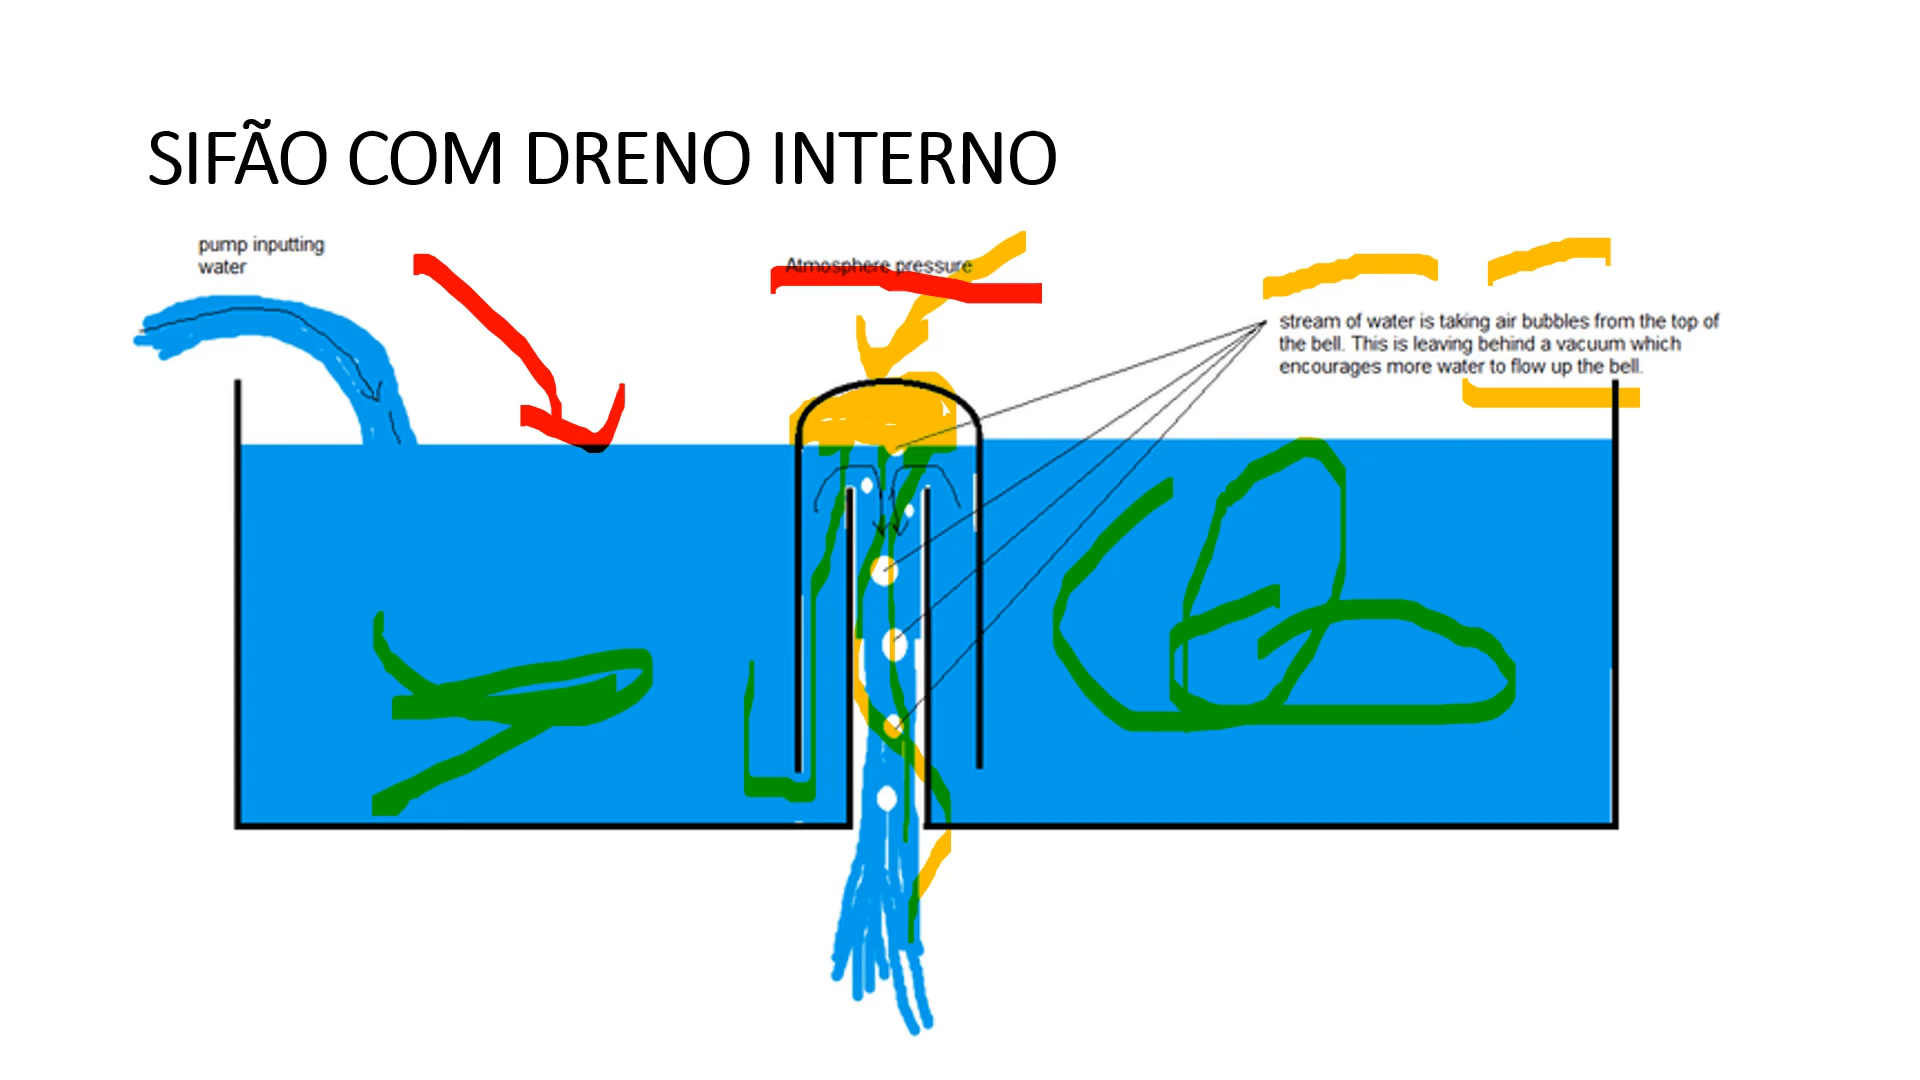 SIFÃO COM DRENO INTERNO
pump inputting
water
Atmosphere pressure
stream of water is taking air bubbles from the top of
the bell. This is leaving behind a vacuum which
encourages more water to flow up the bell.